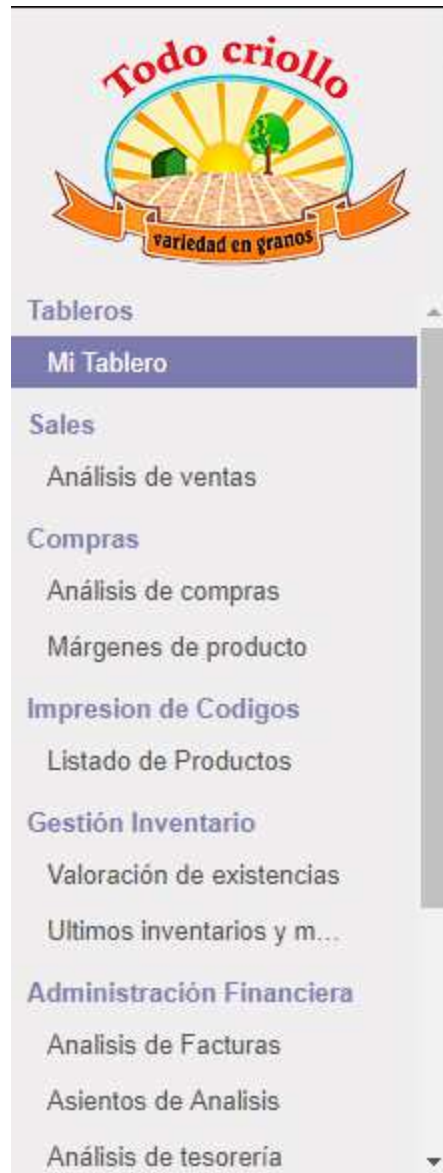 Todo criollo
variedad en granos
Tableros
Mi Tablero
Sales
Análisis de ventas
Compras
Análisis de compras
Márgenes de producto
Impresion de Codigos
Listado de Productos
Gestión Inventario
Valoración de existencias
Ultimos inventarios y m...
Administración Financiera
Analisis de Facturas
Asientos de Analisis
Análisis de tesorería